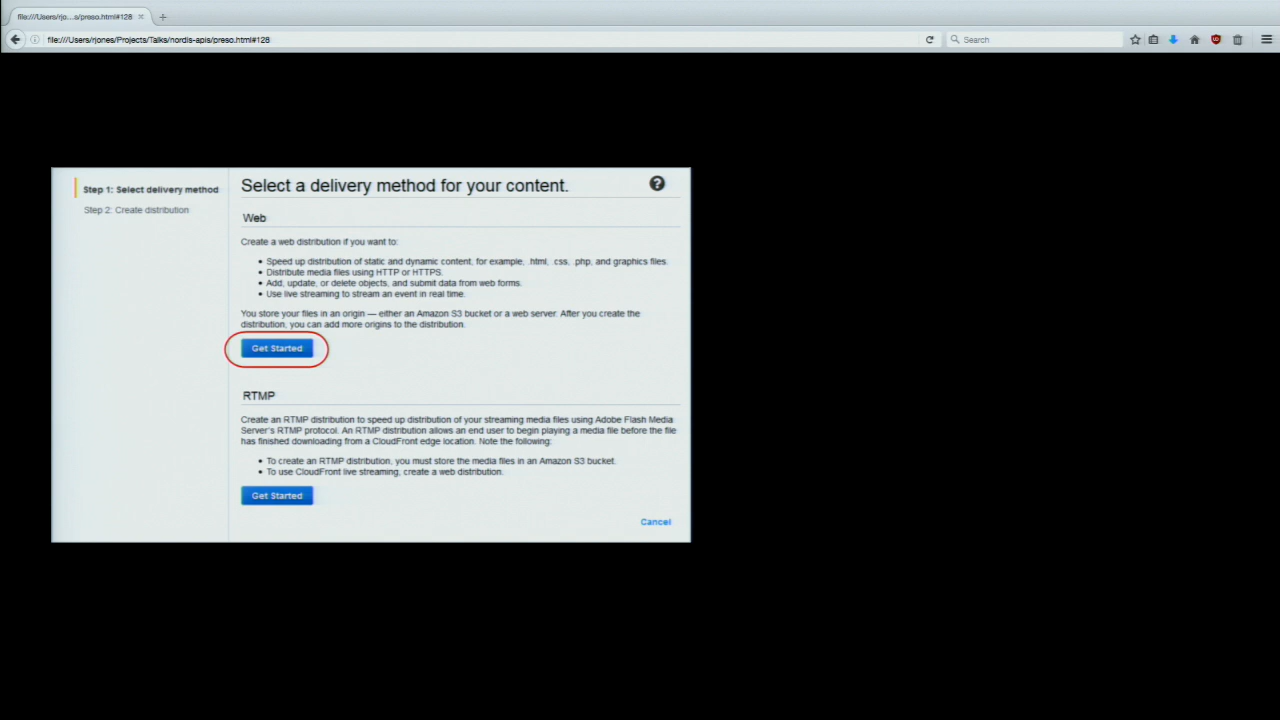 file:///Users/rjo...s/preso.html#128
file:///Users/rjones/Projects/Talks/nordis-apis/preso.html#128
Search
Step 1: Select delivery method
Step 2: Create distribution
Select a delivery method for your content.
Web
Create a web distribution if you want to:
• Speed up distribution of static and dynamic content, for example, .html, .css, .php, and graphics files.
• Distribute media files using HTTP or HTTPS.
• Add, update, or delete objects, and submit data from web forms.
• Use live streaming to stream an event in real time.
You store your files in an origin — either an Amazon S3 bucket or a web server. After you create the
distribution, you can add more origins to the distribution.
Get Started
RTMP
Create an RTMP distribution to speed up distribution of your streaming media files using Adobe Flash Media
Server's RTMP protocol. An RTMP distribution allows an end user to begin playing a media file before the file
has finished downloading from a CloudFront edge location. Note the following:
• To create an RTMP distribution, you must store the media files in an Amazon S3 bucket.
• To use CloudFront live streaming, create a web distribution.
Get Started
Cancel